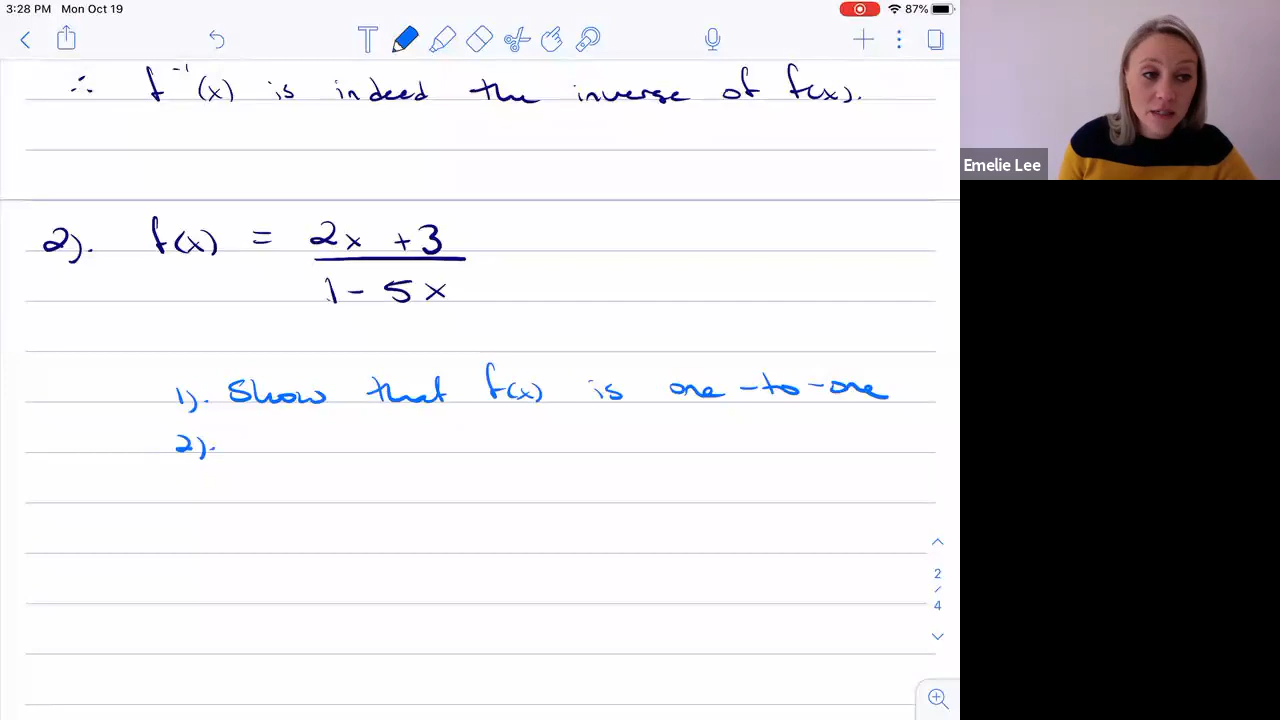 3:28 PM Mon Oct 19
87%
T
∴ f⁻¹(x) is indeed the inverse of f(x).
Emelie Lee
2). f(x) = 2x + 3
1 - 5x
1). Show that f(x) is one-to-one
2).
2
/
4